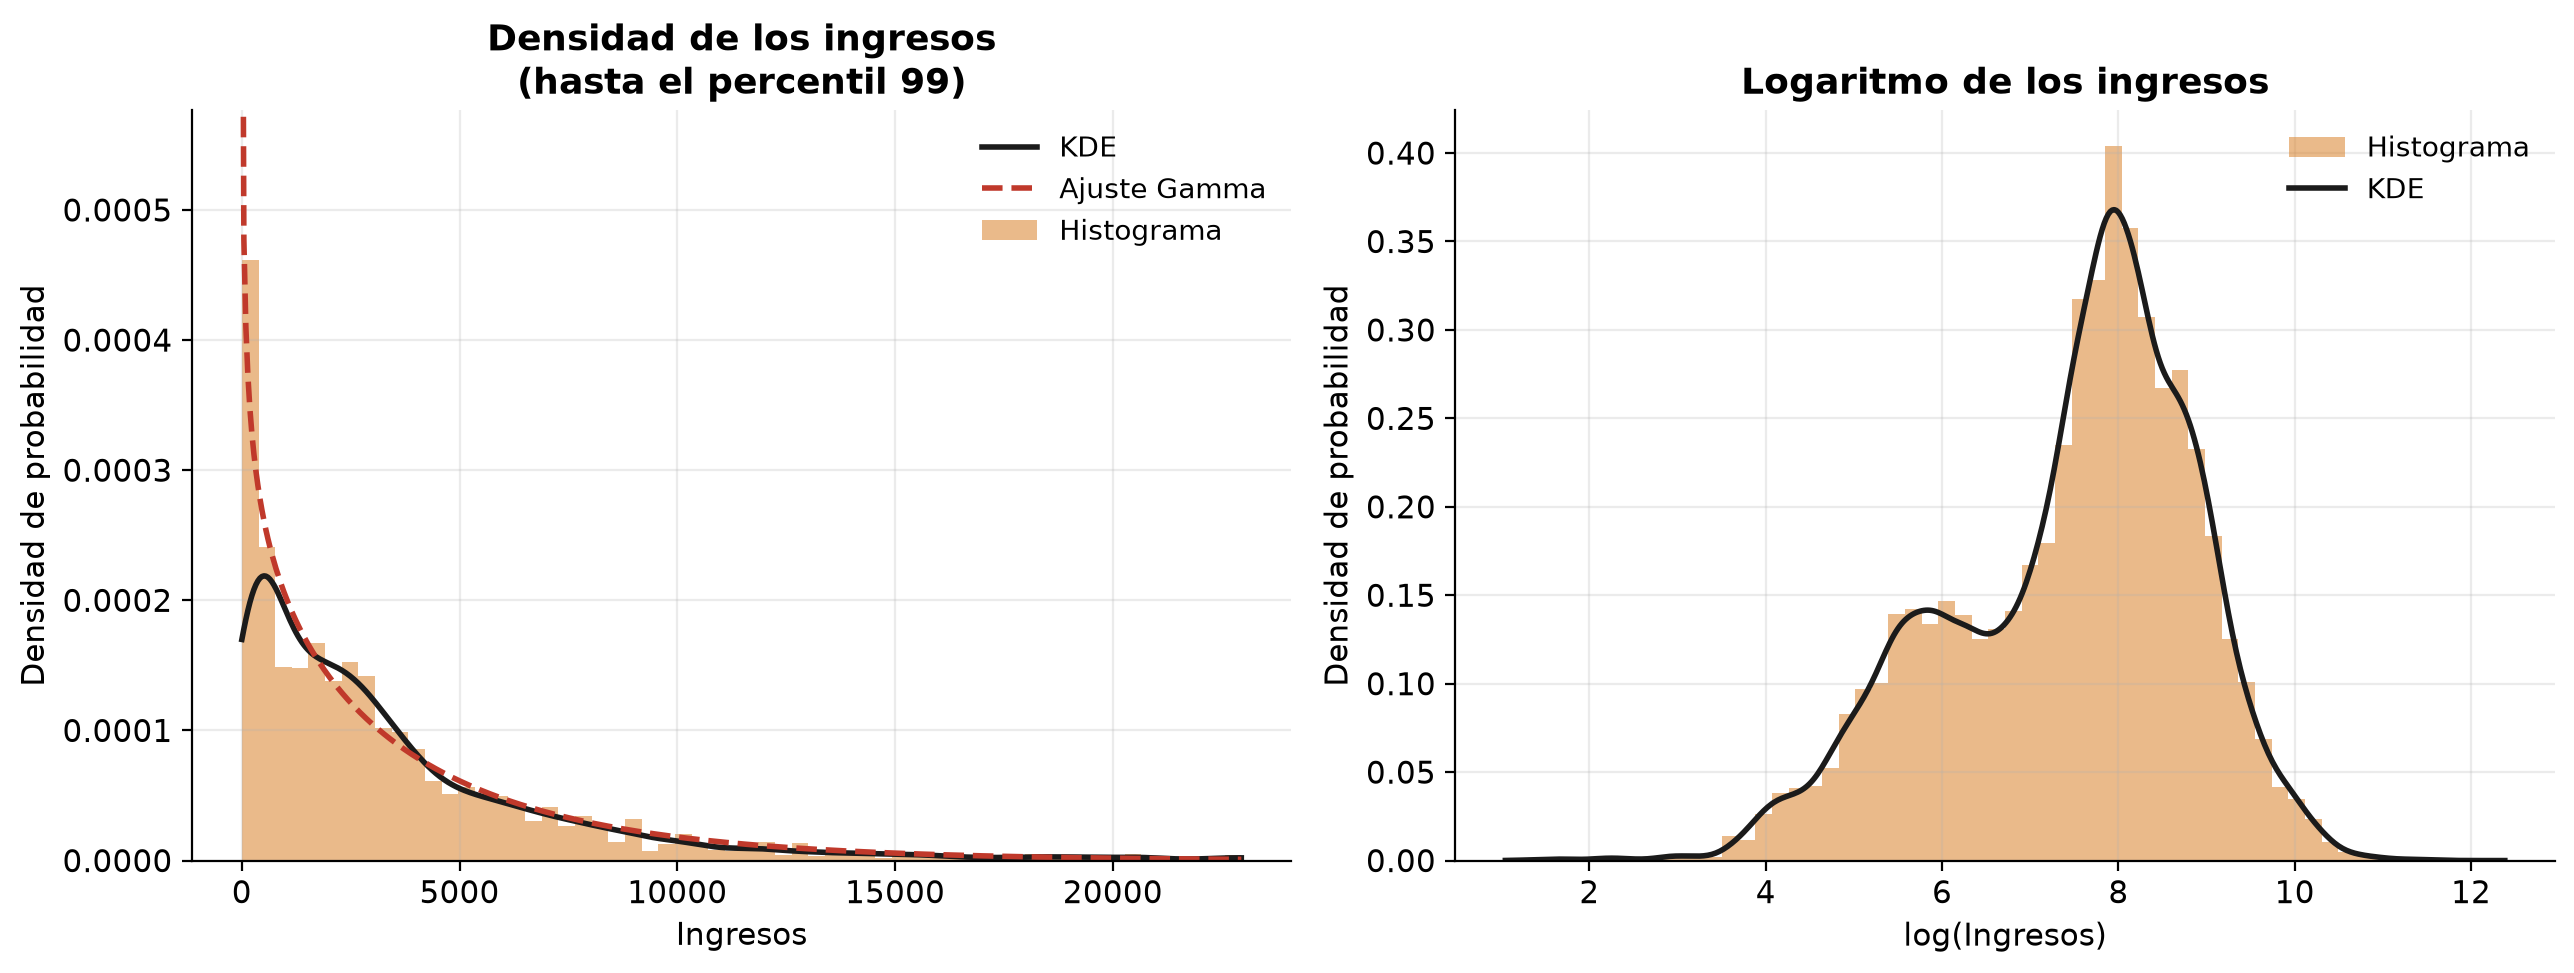 Densidad de los ingresos
(hasta el percentil 99)
KDE
Ajuste Gamma
Histograma
Densidad de probabilidad
0.0005
0.0004
0.0003
0.0002
0.0001
0.0000
0
5000
10000
15000
20000
Ingresos
Logaritmo de los ingresos
Histograma
KDE
Densidad de probabilidad
0.40
0.35
0.30
0.25
0.20
0.15
0.10
0.05
0.00
2
4
6
8
10
12
log(Ingresos)